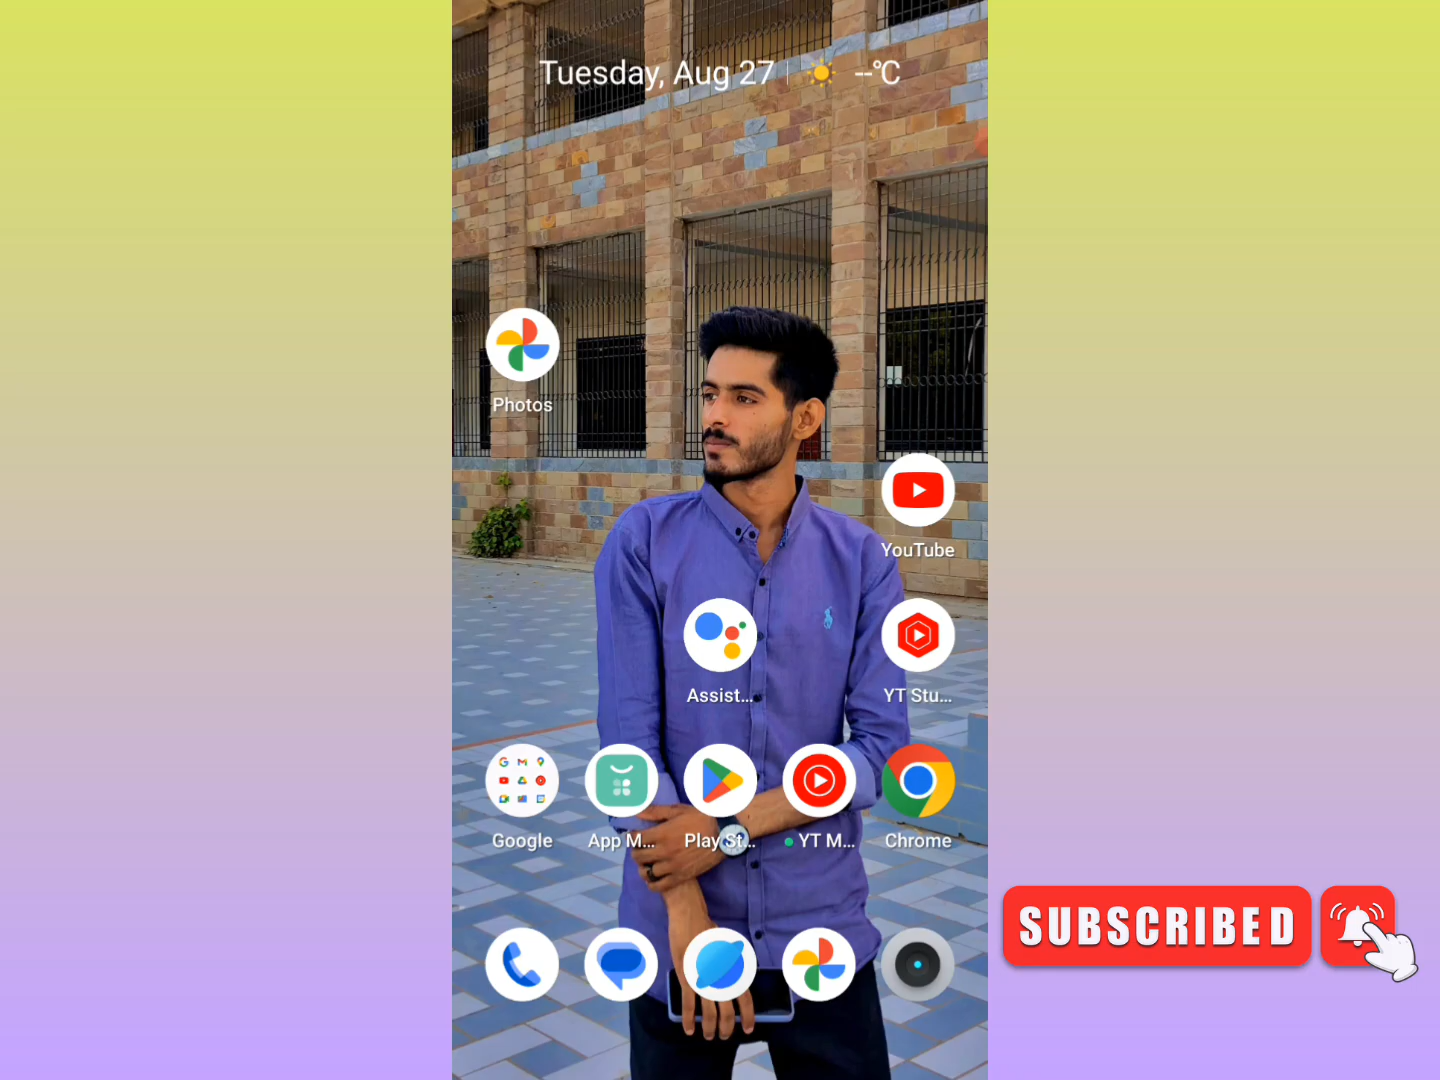 Tuesday, Aug 27 --°C
Photos
YouTube
Assist...
YT Stu...
Google
App M...
Play St...
YT M...
Chrome
SUBSCRIBED